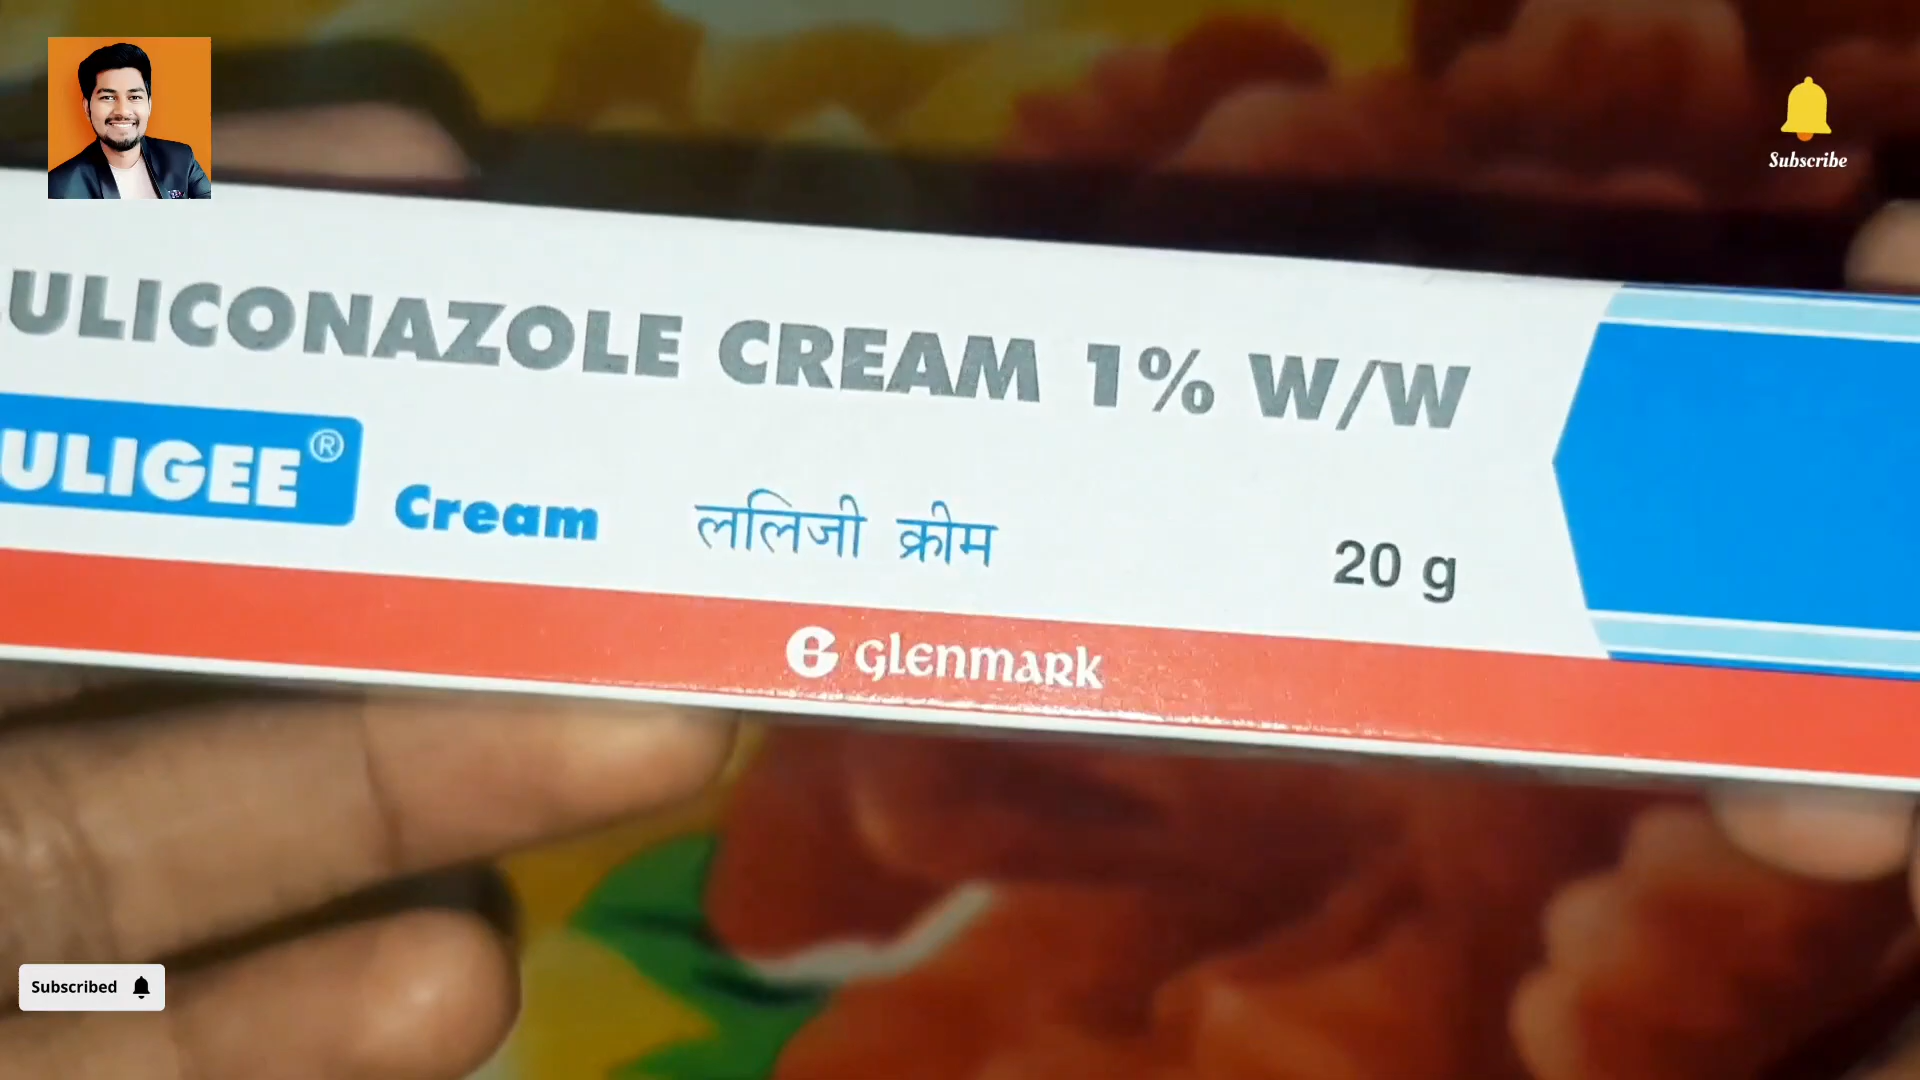 Subscribe
ULICONAZOLE CREAM 1% W/W
ULIGEE® Cream ललिजी क्रीम 20 g
G glenmark
Subscribed